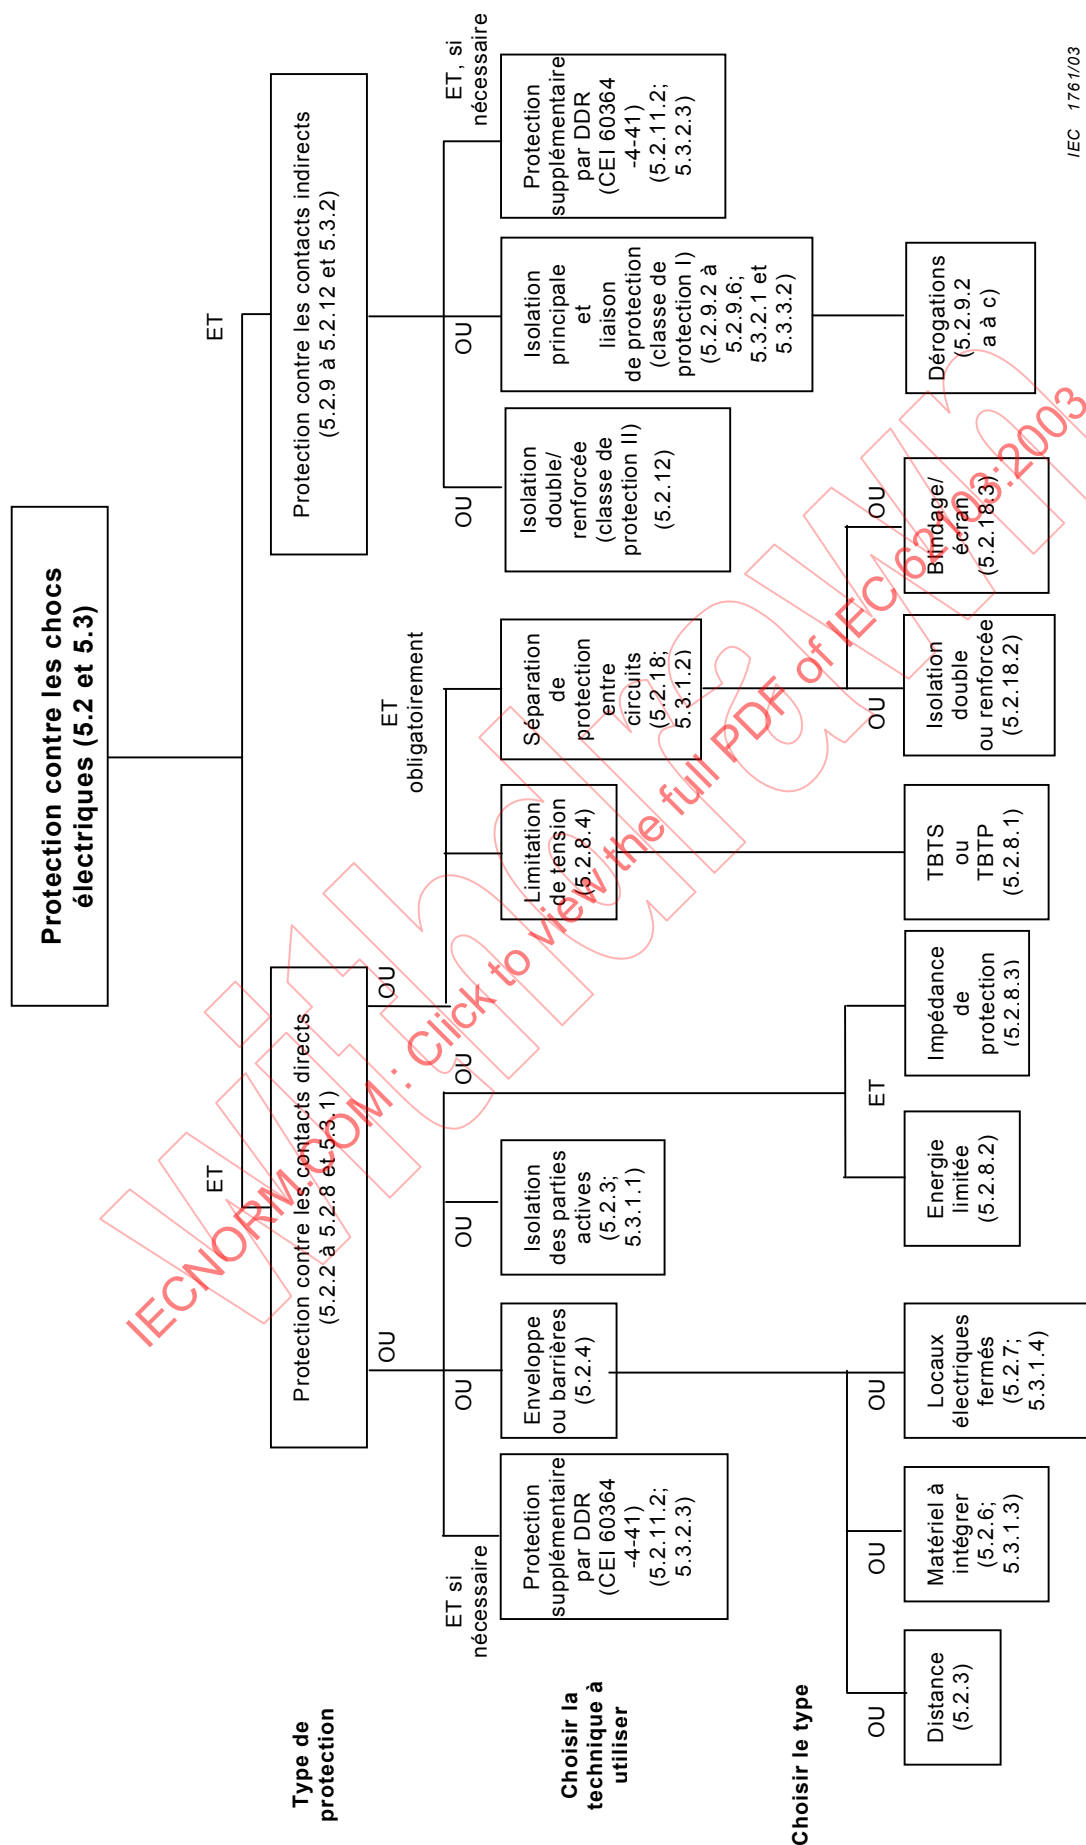 Protection contre les chocs
électriques (5.2 et 5.3)
Type de
protection
ET
ET
Protection contre les contacts directs
(5.2.2 à 5.2.8 et 5.3.1)
Protection contre les contacts indirects
(5.2.9 à 5.2.12 et 5.3.2)
OU
OU
ET
obligatoirement
Choisir la
technique à
utiliser
ET si
nécessaire
OU
OU
OU
OU
OU
ET, si
nécessaire
Protection
supplémentaire
par DDR
(CEI 60364
-4-41)
(5.2.11.2;
5.3.2.3)
Enveloppe
ou barrières
(5.2.4)
Isolation
des parties
actives
(5.2.3;
5.3.1.1)
Limitation
de tension
(5.2.8.4)
Séparation
de
protection
entre
circuits
(5.2.18;
5.3.1.2)
Isolation
double/
renforcée
(classe de
protection II)
(5.2.12)
Isolation
principale
et
liaison
de protection
(classe de
protection I)
(5.2.9.2 à
5.2.9.6;
5.3.2.1 et
5.3.3.2)
Protection
supplémentaire
par DDR
(CEI 60364
-4-41)
(5.2.11.2;
5.3.2.3)
Choisir le type
OU
OU
OU
ET
OU
OU
Distance
(5.2.3)
Matériel à
intégrer
(5.2.6;
5.3.1.3)
Locaux
électriques
fermés
(5.2.7;
5.3.1.4)
Energie
limitée
(5.2.8.2)
Impédance
de
protection
(5.2.8.3)
TBTS
ou
TBTP
(5.2.8.1)
Isolation
double
ou renforcée
(5.2.18.2)
Blindage/
écran
(5.2.18.3)
Dérogations
(5.2.9.2
a à c)
IEC 1761/03
IECNORM.COM : Click to view the full PDF of IEC 62103:2003
Withdrawn